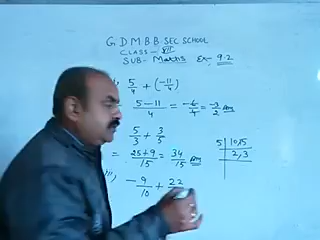 G D M B B. SEC SCHOOL
CLASS - VII
SUB- Maths Ex- 9.2
5/4 + (-11/4)
5-11/4 = -6/4 = -3/2 Ans
5/3 + 3/5
= 25+9/15 = 34/15 Ans
5 | 10, 15
2, 3
-9/10 + 22